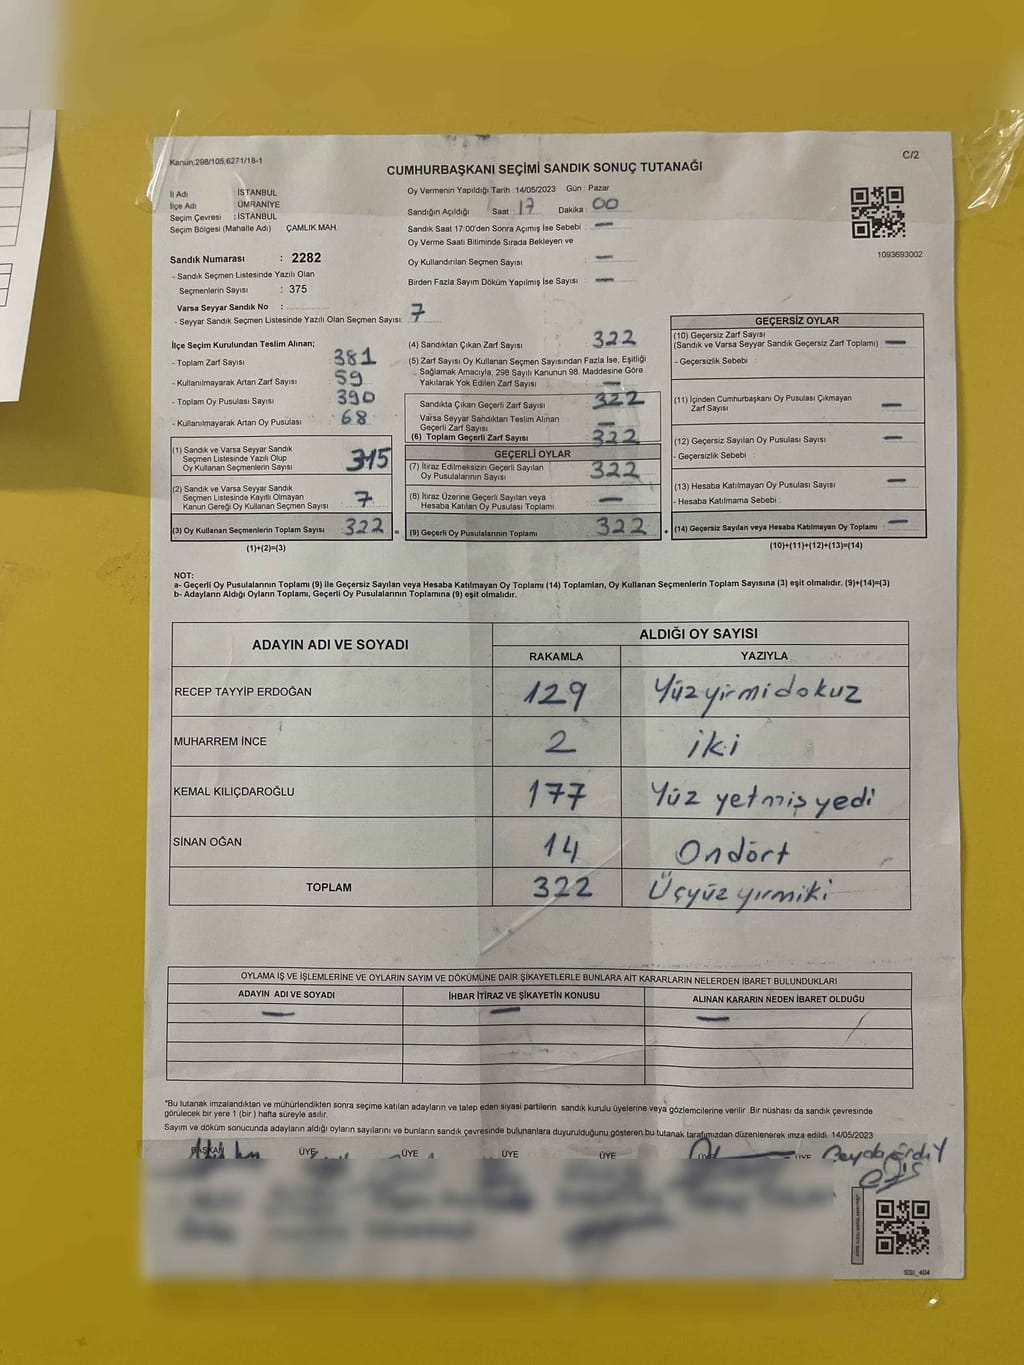 Kanun:298/105,6271/18-1
C/2
CUMHURBAŞKANI SEÇİMİ SANDIK SONUÇ TUTANAĞI
İl Adı : İSTANBUL
İlçe Adı : ÜMRANİYE
Seçim Çevresi : İSTANBUL
Seçim Bölgesi (Mahalle Adı) : ÇAMLIK MAH.
Sandık Numarası : 2282
- Sandık Seçmen Listesinde Yazılı Olan
Seçmenlerin Sayısı : 375
Varsa Seyyar Sandık No :
- Seyyar Sandık Seçmen Listesinde Yazılı Olan Seçmen Sayısı: 7
Oy Vermenin Yapıldığı Tarih : 14/05/2023 Gün : Pazar
Sandığın Açıldığı Saat : 17 Dakika : 00
Sandık Saat 17:00'den Sonra Açımış İse Sebebi : —
Oy Verme Saati Bitiminde Sırada Bekleyen ve
Oy Kullandırılan Seçmen Sayısı : —
Birden Fazla Sayım Döküm Yapılmış İse Sayısı : —
1093693002
İlçe Seçim Kurulundan Teslim Alınan;
- Toplam Zarf Sayısı : 381
- Kullanılmayarak Artan Zarf Sayısı : 59
- Toplam Oy Pusulası Sayısı : 390
- Kullanılmayarak Artan Oy Pusulası : 68
(1) Sandık ve Varsa Seyyar Sandık
Seçmen Listesinde Yazılı Olup
Oy Kullanan Seçmenlerin Sayısı 315
(2) Sandık ve Varsa Seyyar Sandık
Seçmen Listesinde Kayıtlı Olmayan
Kanun Gereği Oy Kullanan Seçmen Sayısı 7
(3) Oy Kullanan Seçmenlerin Toplam Sayısı 322 =
(1)+(2)=(3)
(4) Sandıktan Çıkan Zarf Sayısı 322
(5) Zarf Sayısı Oy Kullanan Seçmen Sayısından Fazla İse, Eşitliği
Sağlamak Amacıyla, 298 Sayılı Kanunun 98. Maddesine Göre
Yakılarak Yok Edilen Zarf Sayısı —
Sandıkta Çıkan Geçerli Zarf Sayısı 322
Varsa Seyyar Sandıktan Teslim Alınan
Geçerli Zarf Sayısı —
(6) Toplam Geçerli Zarf Sayısı 322
GEÇERLİ OYLAR
(7) İtiraz Edilmeksizin Geçerli Sayılan
Oy Pusulalarının Sayısı 322
(8) İtiraz Üzerine Geçerli Sayılan veya
Hesaba Katılan Oy Pusulası Toplamı —
(9) Geçerli Oy Pusulalarının Toplamı 322 +
GEÇERSİZ OYLAR
(10) Geçersiz Zarf Sayısı
(Sandık ve Varsa Seyyar Sandık Geçersiz Zarf Toplamı) —
- Geçersizlik Sebebi :
(11) İçinden Cumhurbaşkanı Oy Pusulası Çıkmayan
Zarf Sayısı —
(12) Geçersiz Sayılan Oy Pusulası Sayısı —
- Geçersizlik Sebebi :
(13) Hesaba Katılmayan Oy Pusulası Sayısı —
- Hesaba Katılmama Sebebi :
(14) Geçersiz Sayılan veya Hesaba Katılmayan Oy Toplamı —
(10)+(11)+(12)+(13)=(14)
NOT:
a- Geçerli Oy Pusulalarının Toplamı (9) ile Geçersiz Sayılan veya Hesaba Katılmayan Oy Toplamı (14) Toplamları, Oy Kullanan Seçmenlerin Toplam Sayısına (3) eşit olmalıdır. (9)+(14)=(3)
b- Adayların Aldığı Oyların Toplamı, Geçerli Oy Pusulalarının Toplamına (9) eşit olmalıdır.
ADAYIN ADI VE SOYADI
ALDIĞI OY SAYISI
RAKAMLA YAZIYLA
RECEP TAYYİP ERDOĞAN 129 Yüzyirmidokuz
MUHARREM İNCE 2 iki
KEMAL KILIÇDAROĞLU 177 Yüz yetmiş yedi
SİNAN OĞAN 14 Ondört
TOPLAM 322 Üçyüz yırmiki
OYLAMA İŞ VE İŞLEMLERİNE VE OYLARIN SAYIM VE DÖKÜMÜNE DAİR ŞİKAYETLERLE BUNLARA AİT KARARLARIN NELERDEN İBARET BULUNDUKLARI
ADAYIN ADI VE SOYADI İHBAR İTİRAZ VE ŞİKAYETİN KONUSU ALINAN KARARIN NEDEN İBARET OLDUĞU
— — —
*Bu tutanak imzalandıktan ve mühürlendikten sonra seçime katılan adayların ve talep eden siyasi partilerin sandık kurulu üyelerine veya gözlemcilerine verilir. Bir nüshası da sandık çevresinde
görülecek bir yere 1 (bir) hafta süreyle asılır.
Sayım ve döküm sonucunda adayların aldığı oyların sayılarını ve bunların sandık çevresinde bulunanlara duyurulduğunu gösteren bu tutanak tarafımızdan düzenlenerek imza edildi. 14/05/2023
BAŞKAN ÜYE ÜYE ÜYE ÜYE ÜYE ÜYE
SSİ_404